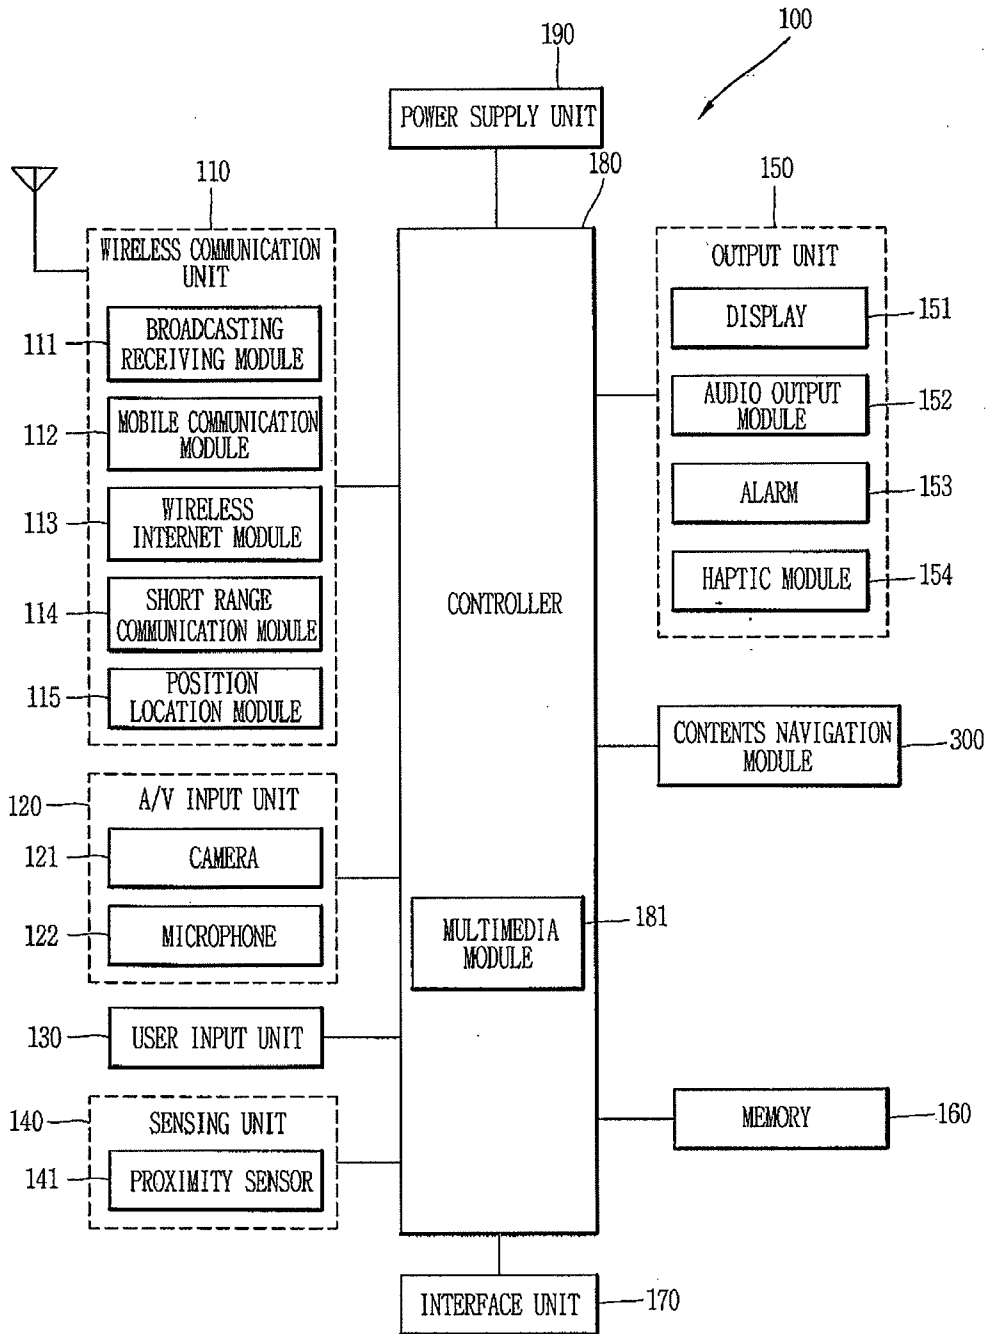 100
190
POWER SUPPLY UNIT
180
110
WIRELESS COMMUNICATION
UNIT
111
BROADCASTING
RECEIVING MODULE
112
MOBILE COMMUNICATION
MODULE
113
WIRELESS
INTERNET MODULE
114
SHORT RANGE
COMMUNICATION MODULE
115
POSITION
LOCATION MODULE
120
A/V INPUT UNIT
121
CAMERA
122
MICROPHONE
130
USER INPUT UNIT
140
SENSING UNIT
141
PROXIMITY SENSOR
CONTROLLER
MULTIMEDIA
MODULE
181
150
OUTPUT UNIT
DISPLAY
151
AUDIO OUTPUT
MODULE
152
ALARM
153
HAPTIC MODULE
154
CONTENTS NAVIGATION
MODULE
300
MEMORY
160
INTERFACE UNIT
170